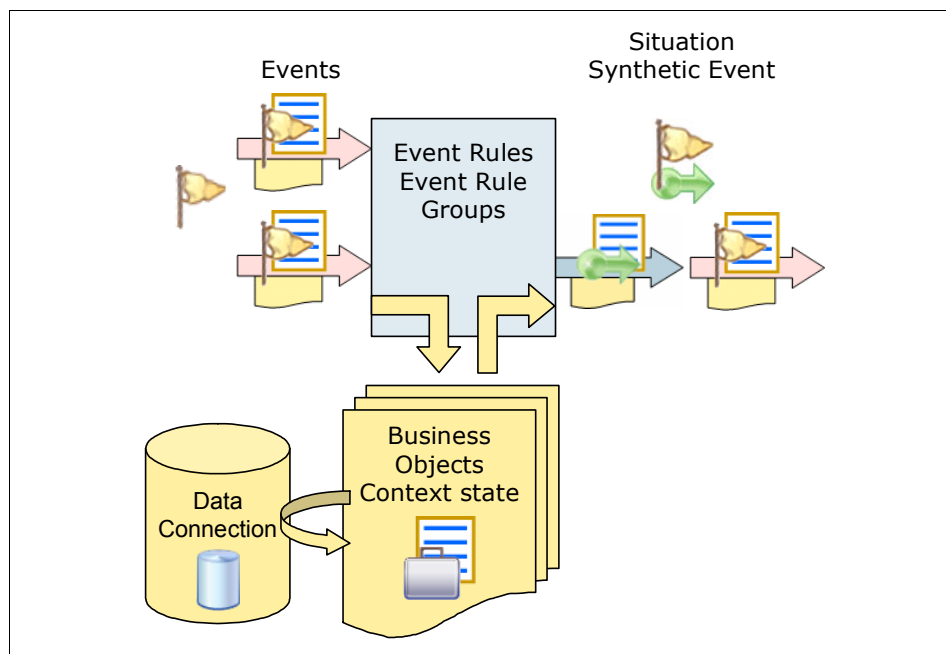 Events
Situation
Synthetic Event
Event Rules
Event Rule
Groups
Business
Objects
Context state
Data
Connection